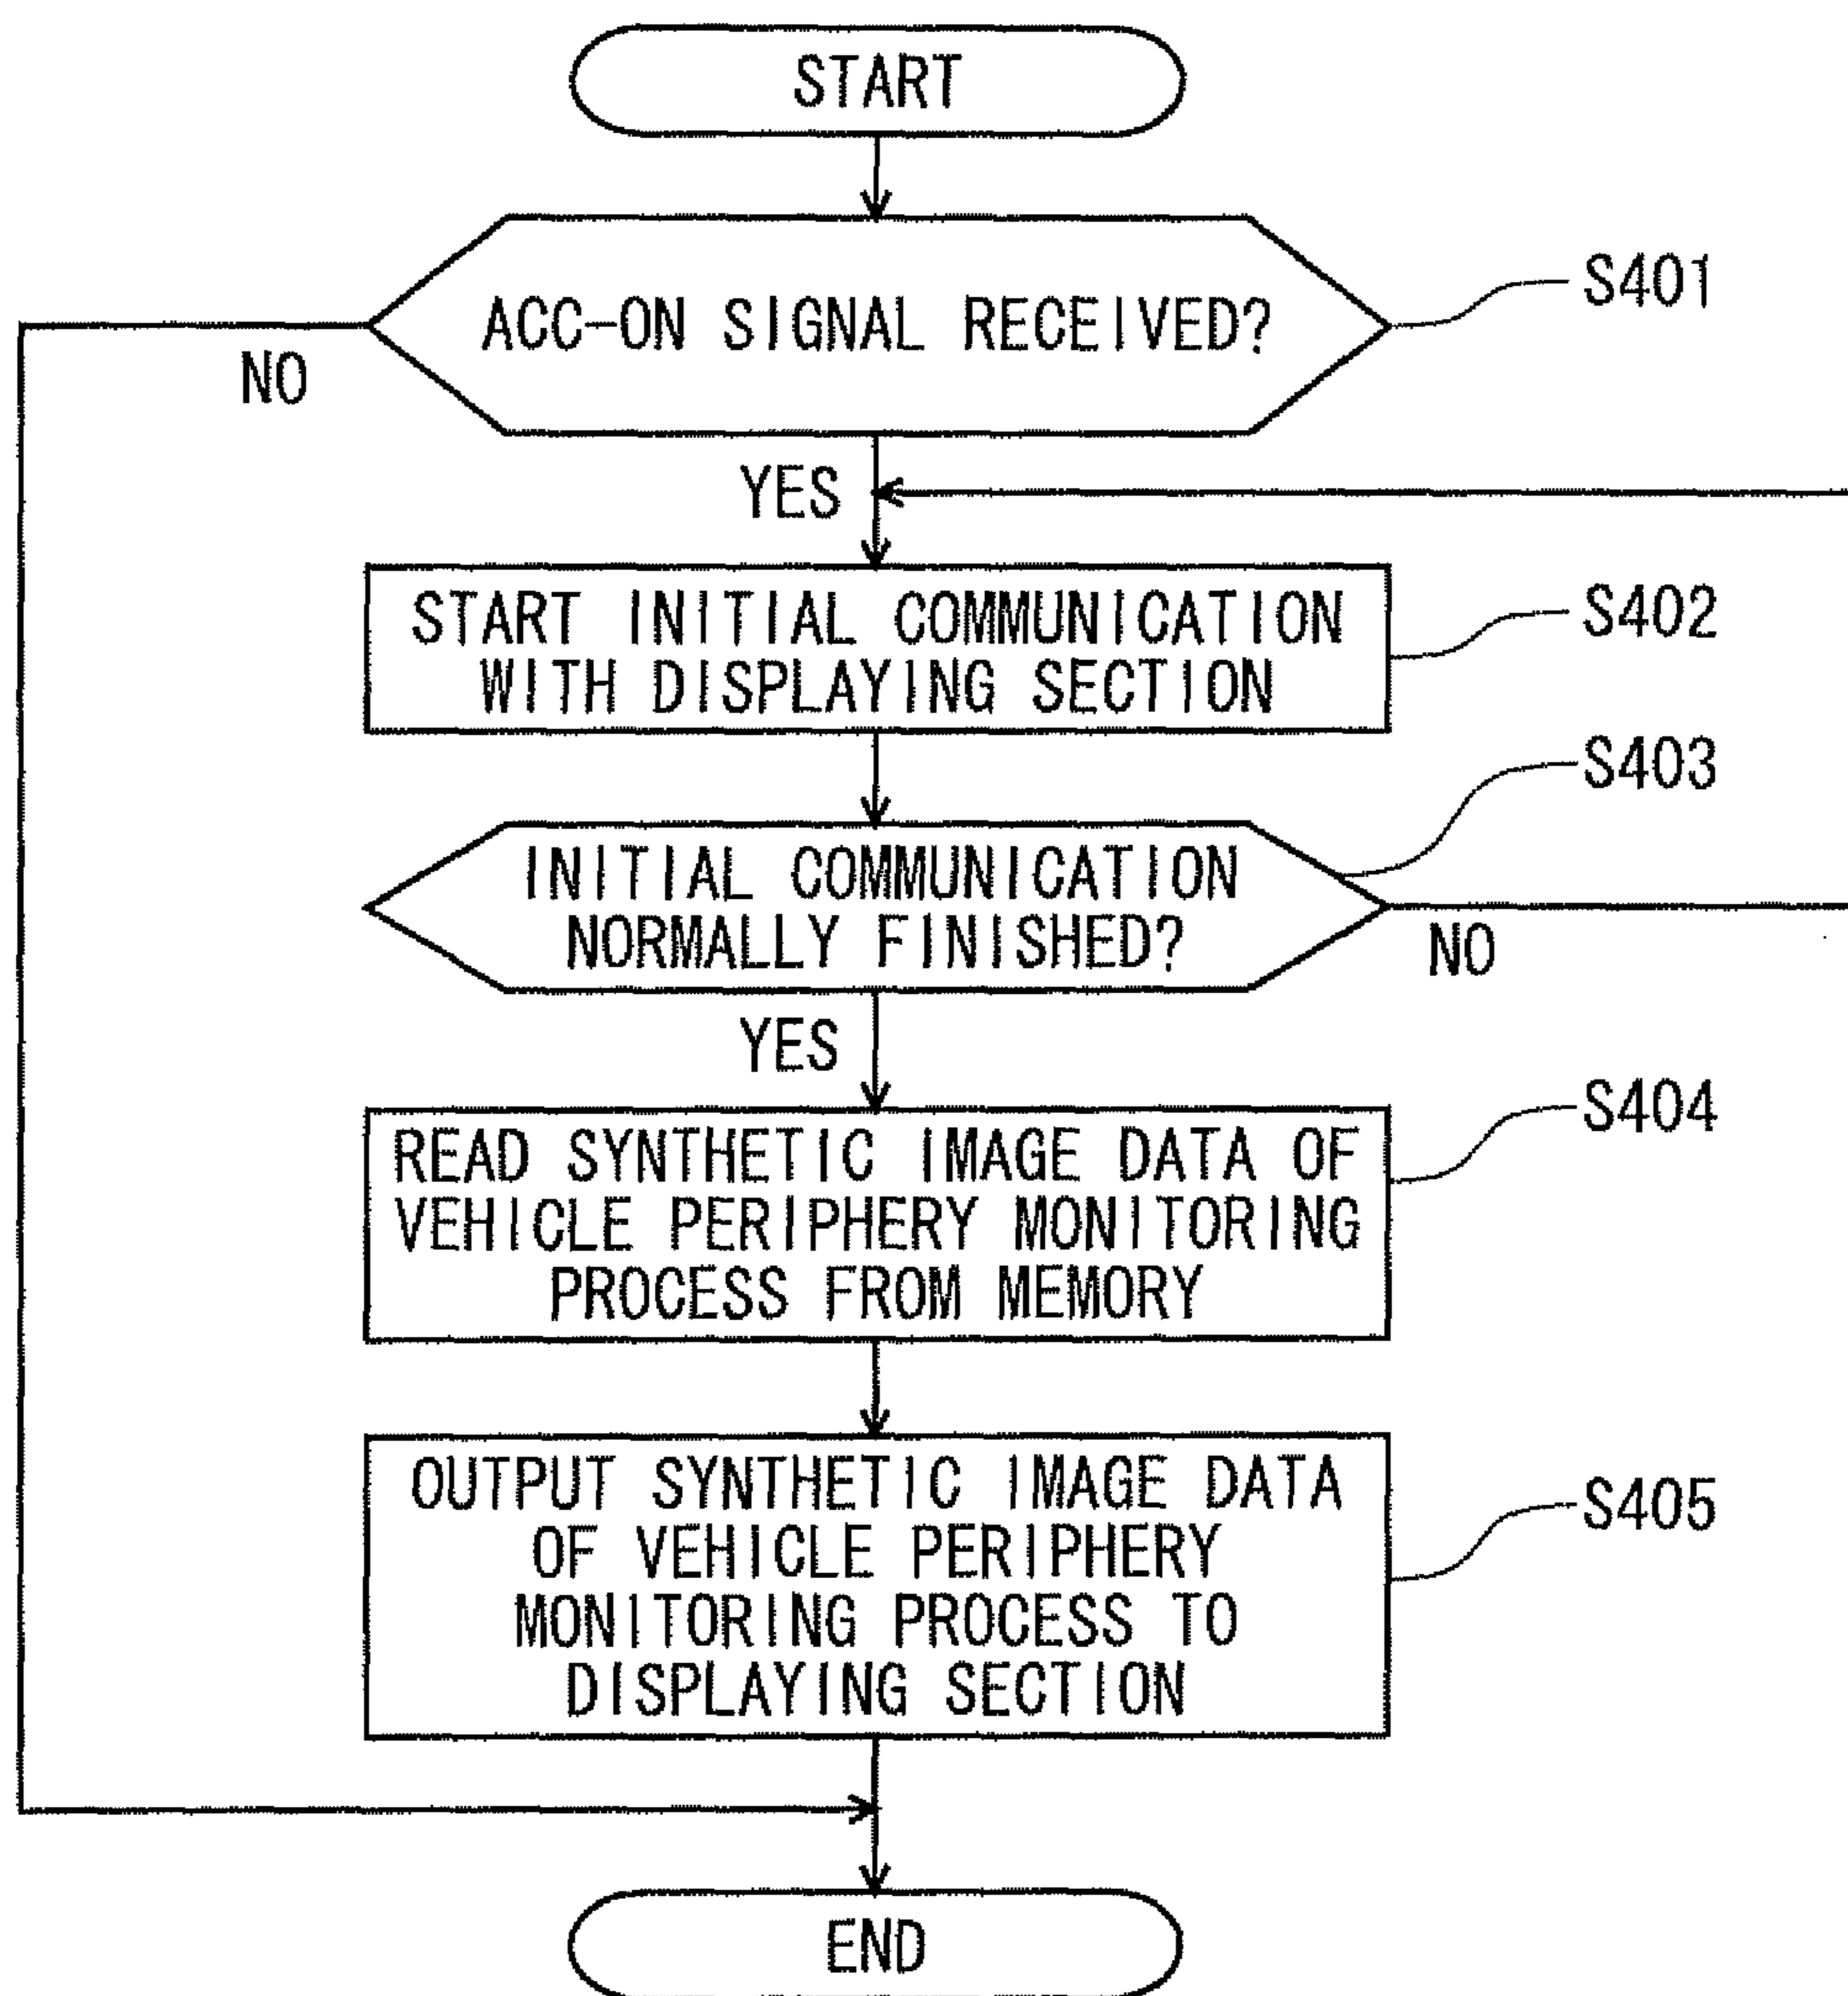 START
ACC-ON SIGNAL RECEIVED?
S401
NO
YES
START INITIAL COMMUNICATION
WITH DISPLAYING SECTION
S402
S403
INITIAL COMMUNICATION
NORMALLY FINISHED?
NO
YES
S404
READ SYNTHETIC IMAGE DATA OF
VEHICLE PERIPHERY MONITORING
PROCESS FROM MEMORY
OUTPUT SYNTHETIC IMAGE DATA
OF VEHICLE PERIPHERY
MONITORING PROCESS TO
DISPLAYING SECTION
S405
END